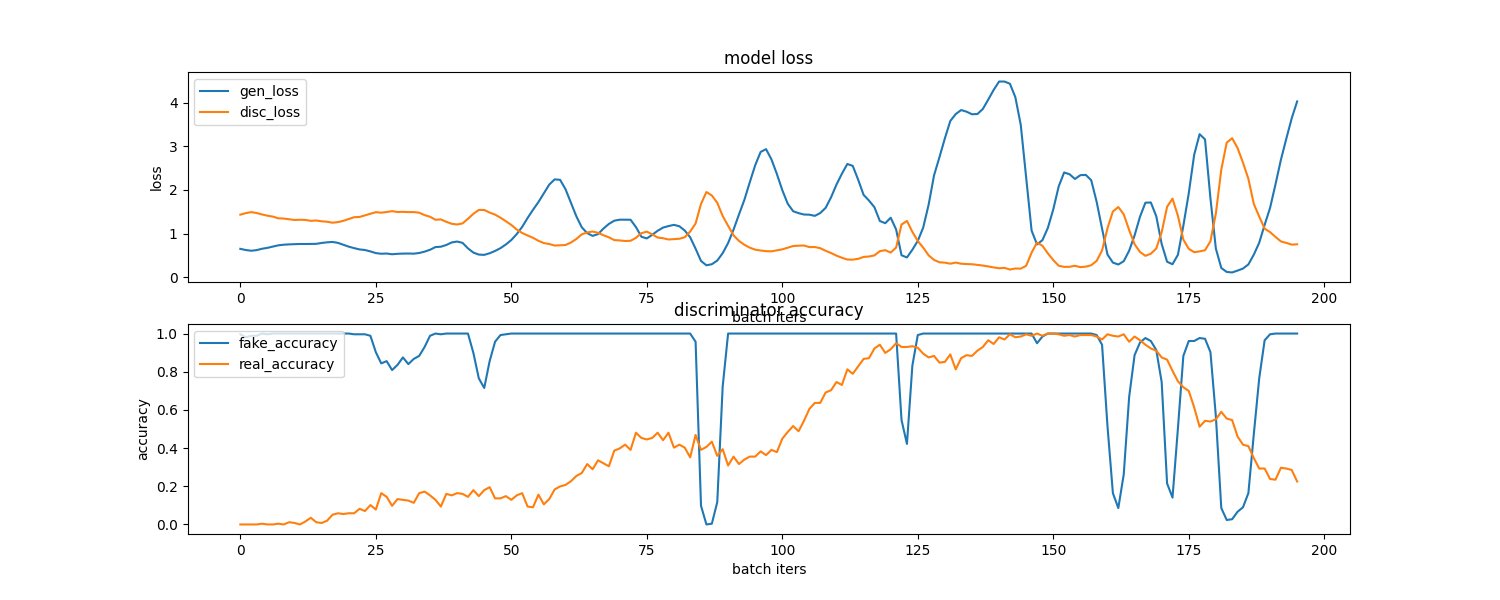 model loss
gen_loss
disc_loss
loss
4
3
2
1
0
0 25 50 75 100 125 150 175 200
batch iters
discriminator accuracy
fake_accuracy
real_accuracy
accuracy
1.0
0.8
0.6
0.4
0.2
0.0
0 25 50 75 100 125 150 175 200
batch iters